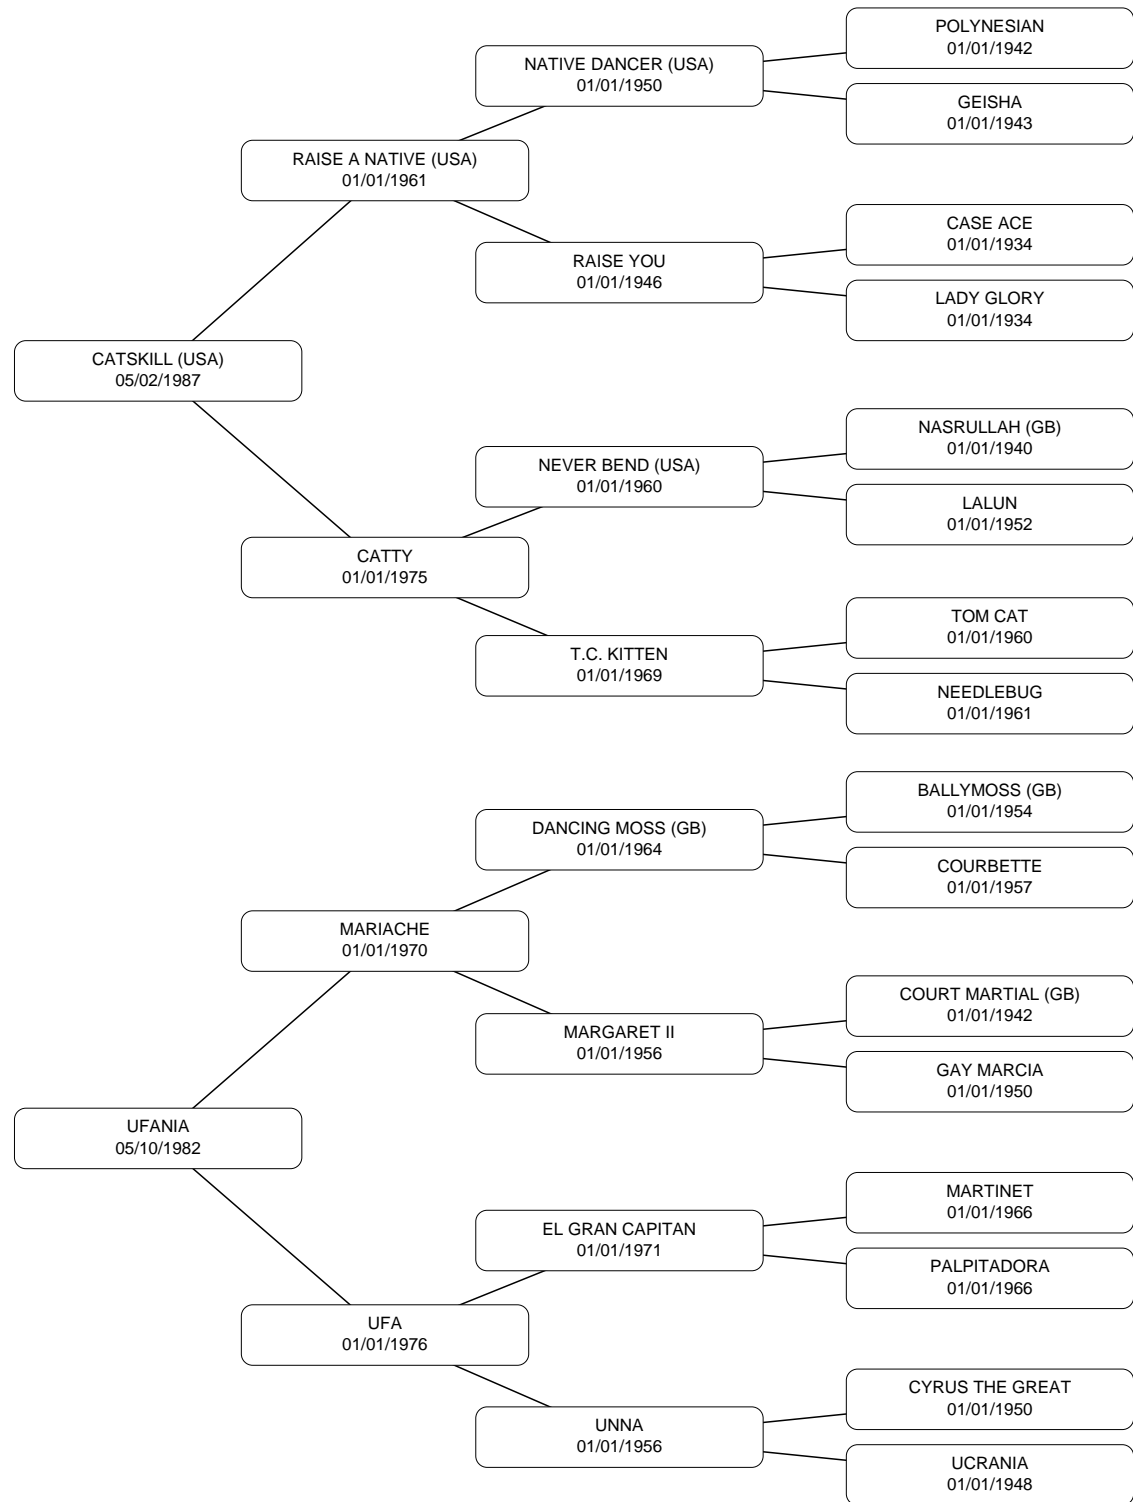 POLYNESIAN
01/01/1942
NATIVE DANCER (USA)
01/01/1950
GEISHA
01/01/1943
RAISE A NATIVE (USA)
01/01/1961
CASE ACE
01/01/1934
RAISE YOU
01/01/1946
LADY GLORY
01/01/1934
CATSKILL (USA)
05/02/1987
NASRULLAH (GB)
01/01/1940
NEVER BEND (USA)
01/01/1960
LALUN
01/01/1952
CATTY
01/01/1975
TOM CAT
01/01/1960
T.C. KITTEN
01/01/1969
NEEDLEBUG
01/01/1961
BALLYMOSS (GB)
01/01/1954
DANCING MOSS (GB)
01/01/1964
COURBETTE
01/01/1957
MARIACHE
01/01/1970
COURT MARTIAL (GB)
01/01/1942
MARGARET II
01/01/1956
GAY MARCIA
01/01/1950
UFANIA
05/10/1982
MARTINET
01/01/1966
EL GRAN CAPITAN
01/01/1971
PALPITADORA
01/01/1966
UFA
01/01/1976
CYRUS THE GREAT
01/01/1950
UNNA
01/01/1956
UCRANIA
01/01/1948